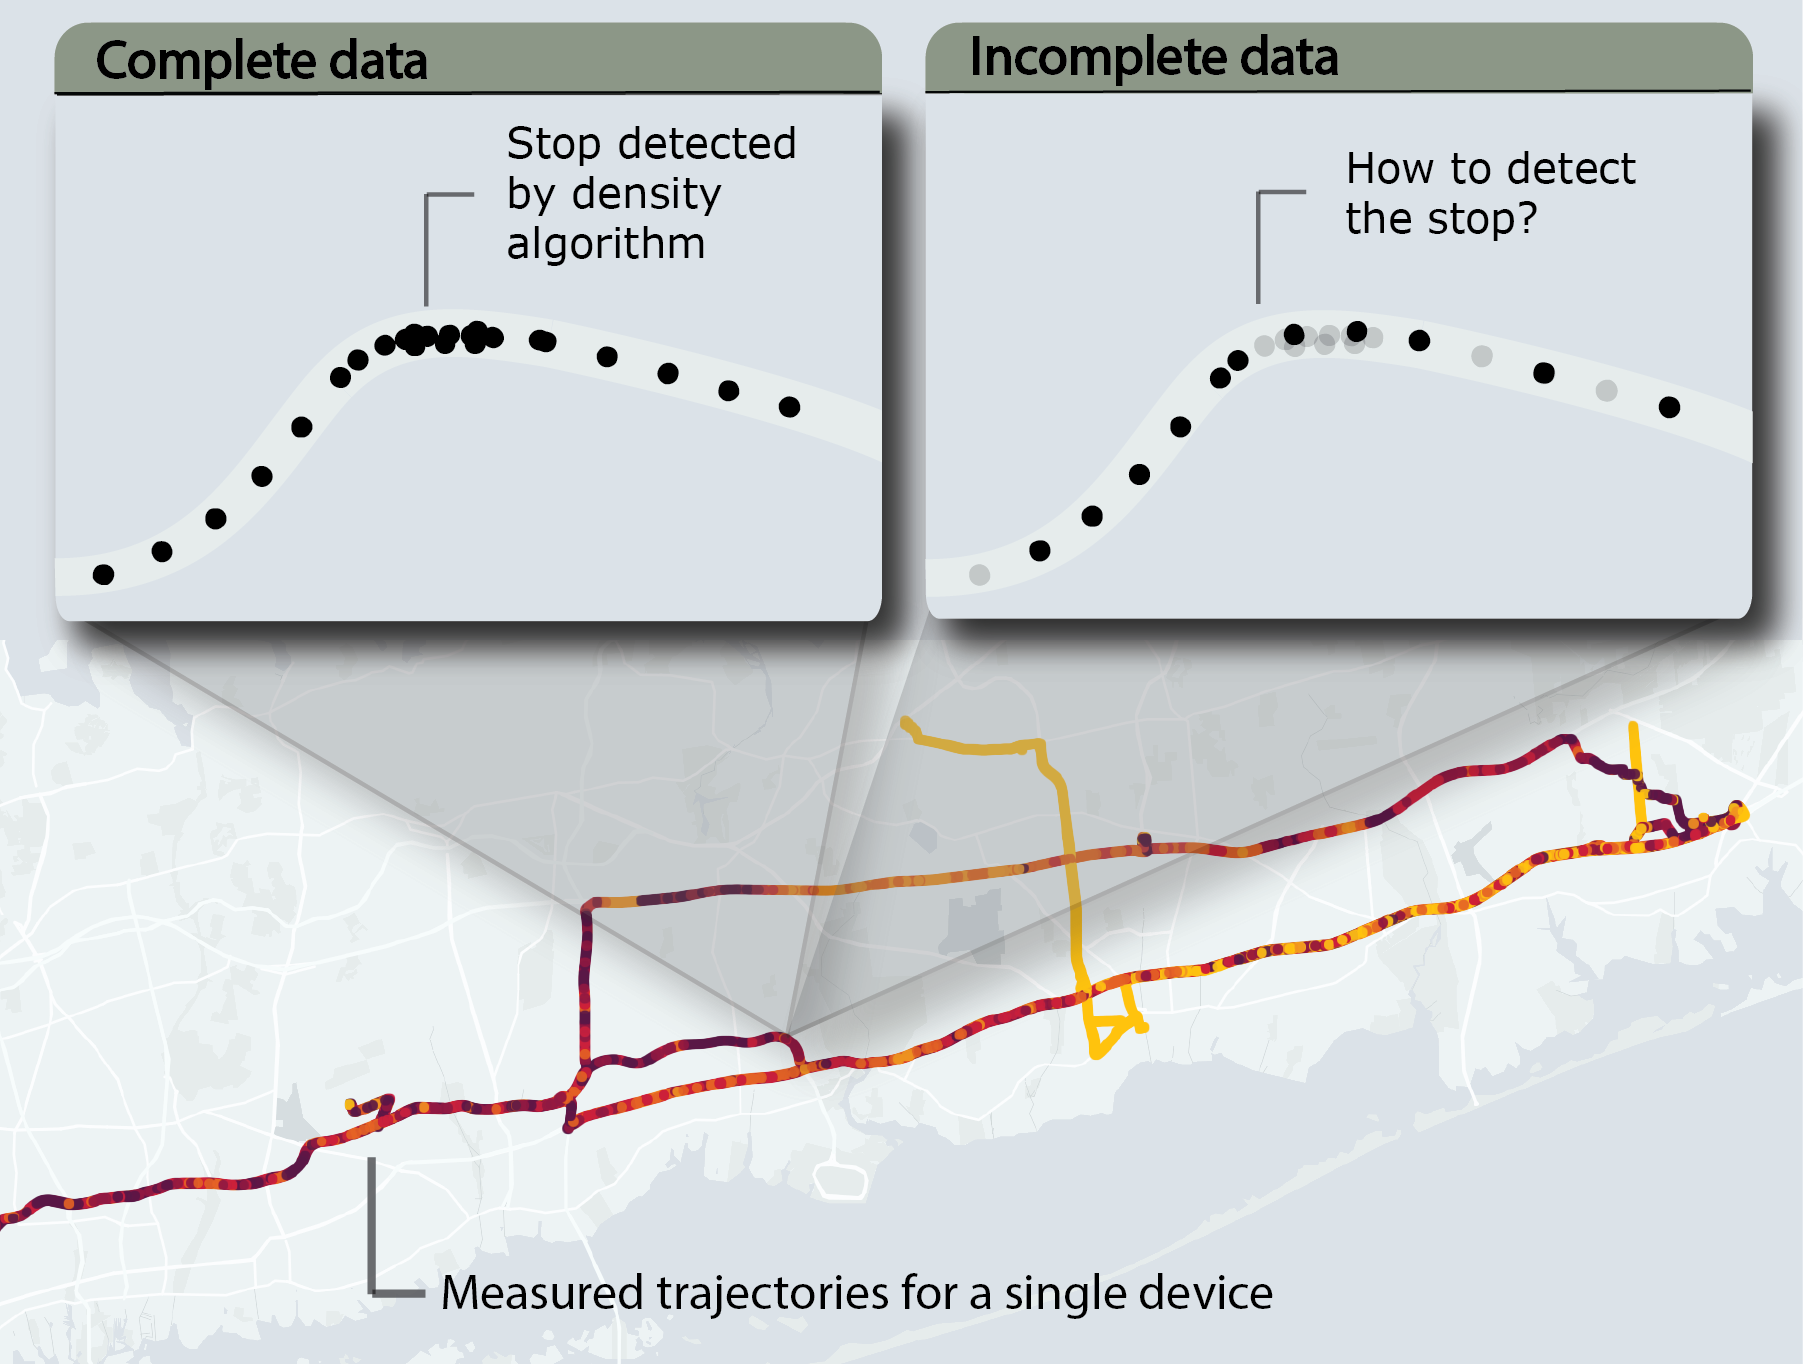 Complete data
Stop detected
by density
algorithm
Incomplete data
How to detect
the stop?
Measured trajectories for a single device